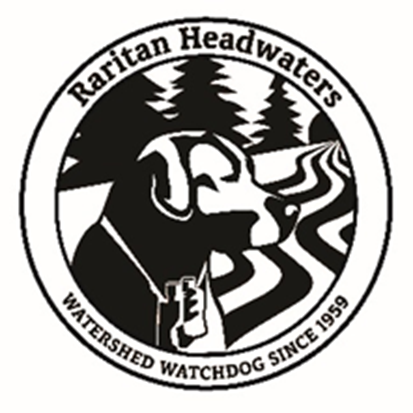 Raritan Headwaters
WATERSHED WATCHDOG SINCE 1959